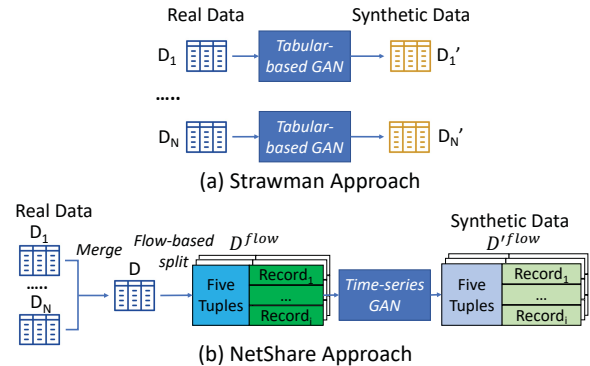 Real Data
Synthetic Data
D1
Tabular-based GAN
D1'
.....
DN
Tabular-based GAN
DN'
(a) Strawman Approach
Real Data
Synthetic Data
D1
.....
DN
Merge
D
Flow-based split
D^flow
Five Tuples
Record1
...
Recordi
Time-series GAN
D'^flow
Five Tuples
Record1
...
Recordi
(b) NetShare Approach